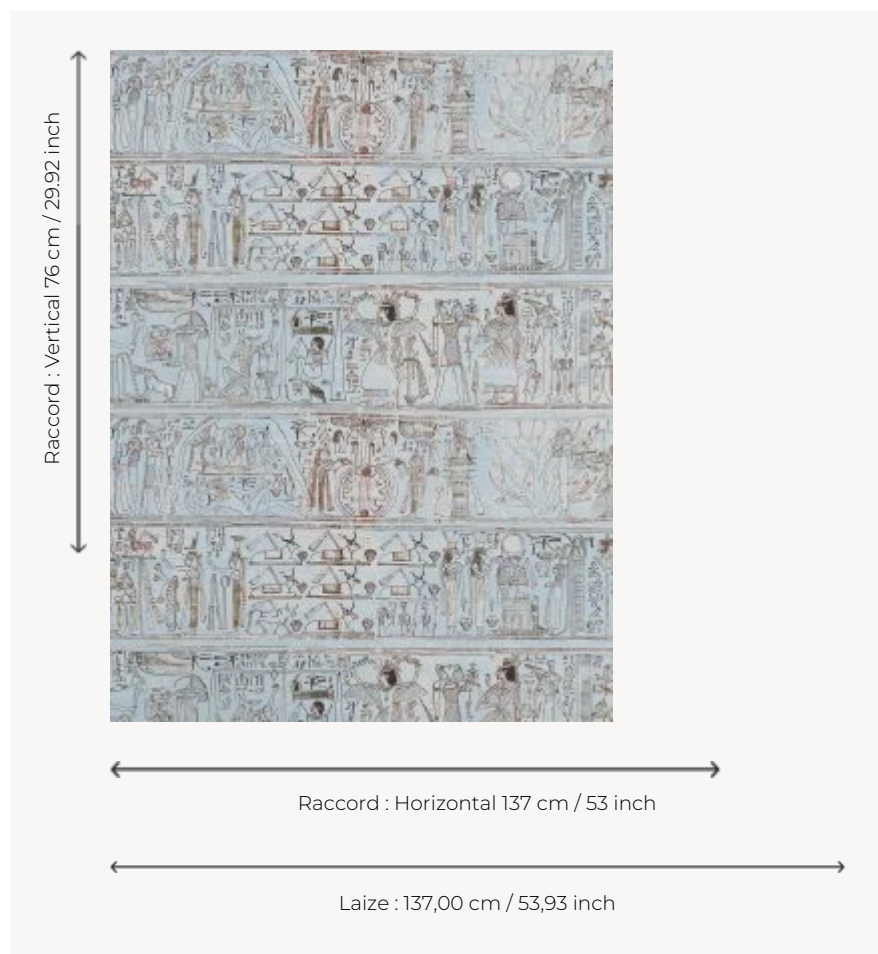 Raccord : Vertical 76 cm / 29.92 inch
Raccord : Horizontal 137 cm / 53 inch
Laize : 137,00 cm / 53,93 inch